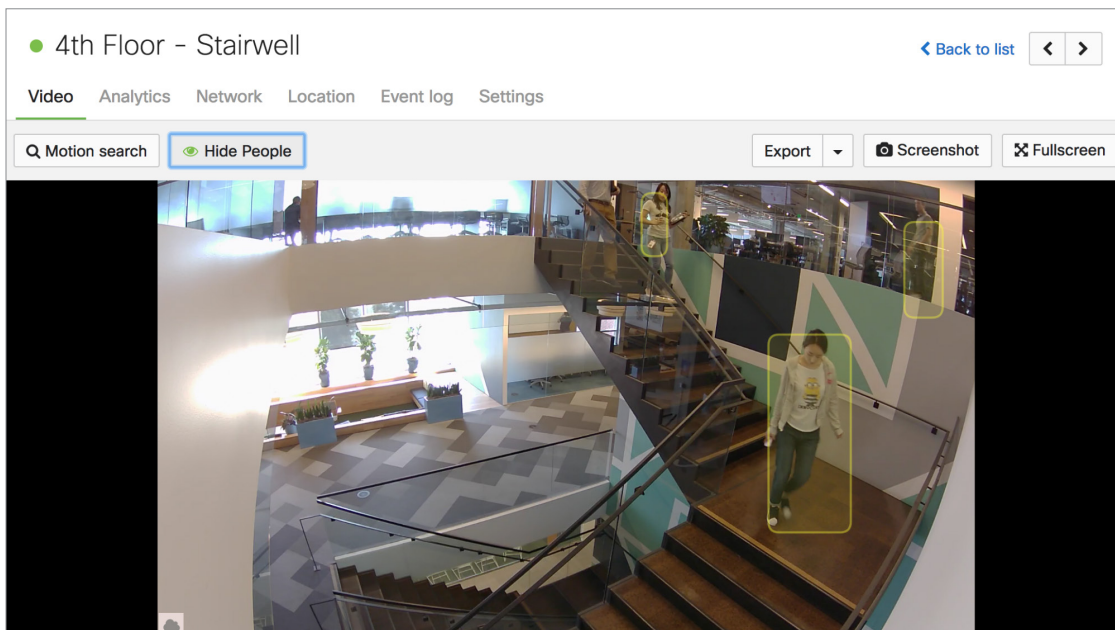 4th Floor - Stairwell
Back to list
Video Analytics Network Location Event log Settings
Motion search Hide People Export Screenshot Fullscreen